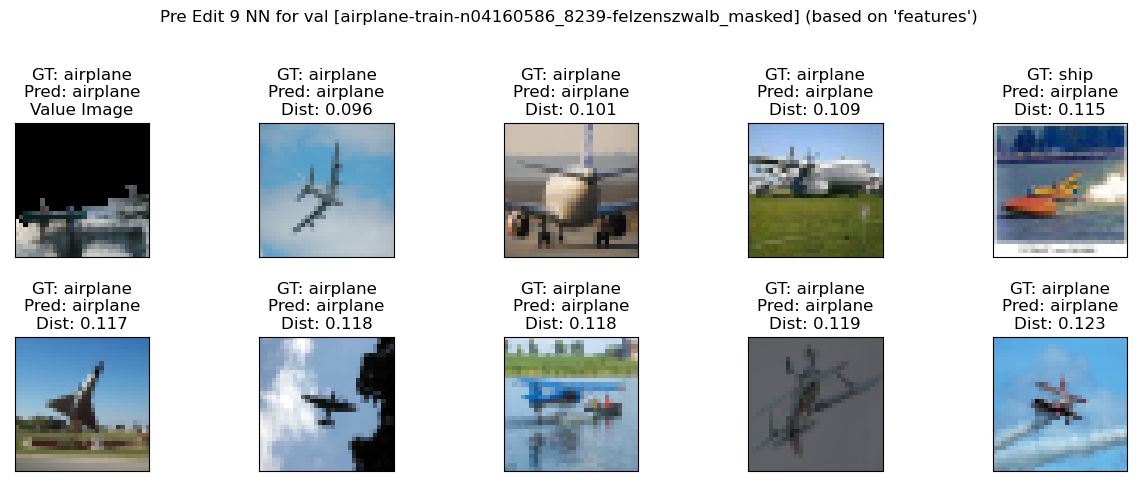 Pre Edit 9 NN for val [airplane-train-n04160586_8239-felzenszwalb_masked] (based on 'features')
GT: airplane
Pred: airplane
Value Image
GT: airplane
Pred: airplane
Dist: 0.096
GT: airplane
Pred: airplane
Dist: 0.101
GT: airplane
Pred: airplane
Dist: 0.109
GT: ship
Pred: airplane
Dist: 0.115
GT: airplane
Pred: airplane
Dist: 0.117
GT: airplane
Pred: airplane
Dist: 0.118
GT: airplane
Pred: airplane
Dist: 0.118
GT: airplane
Pred: airplane
Dist: 0.119
GT: airplane
Pred: airplane
Dist: 0.123